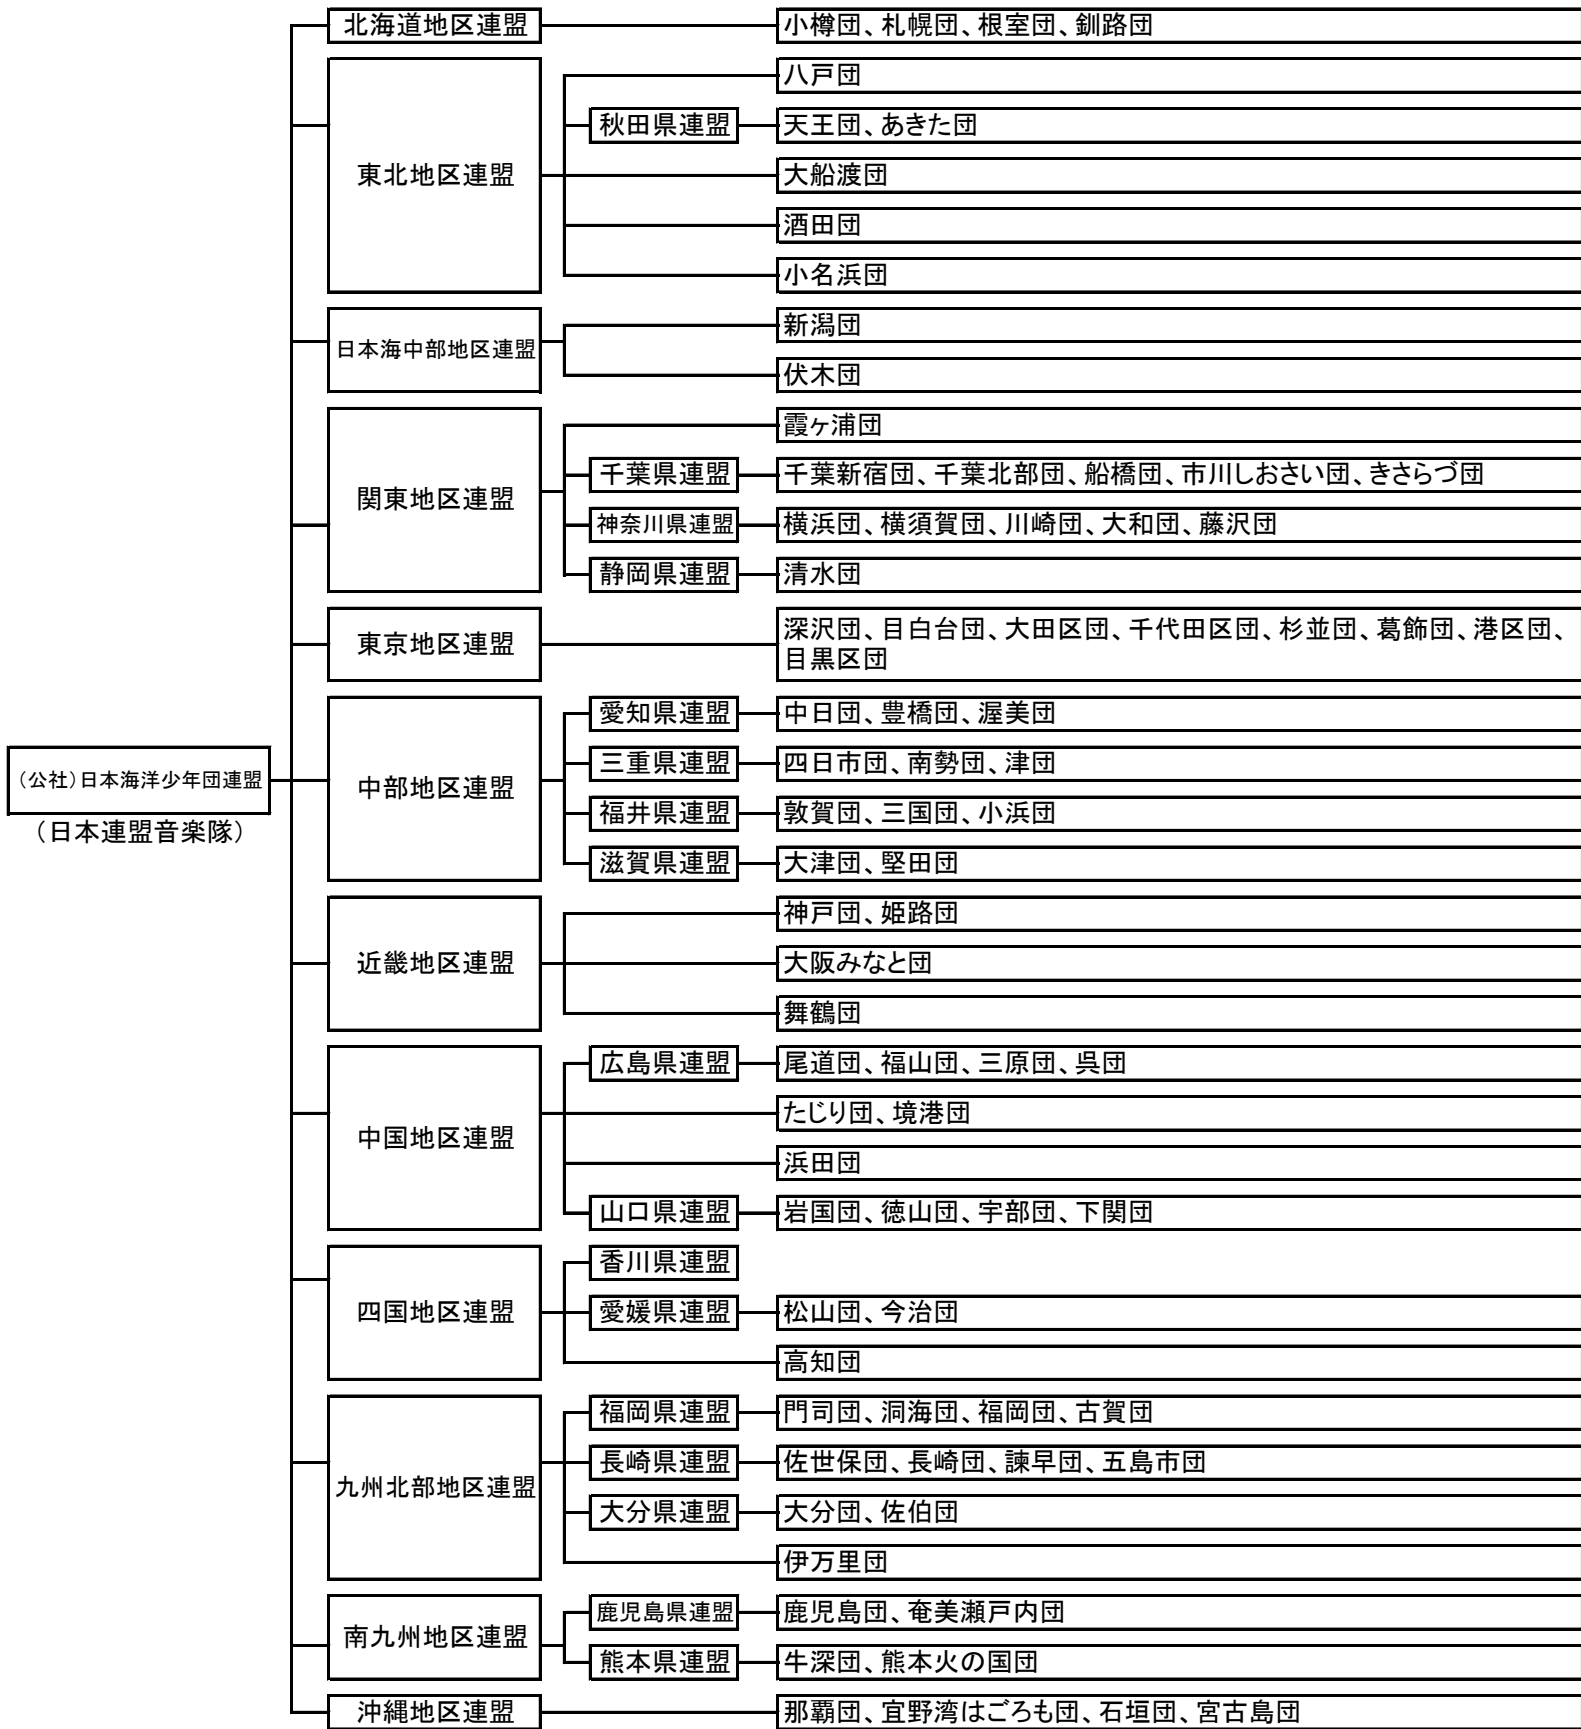 北海道地区連盟
小樽団、札幌団、根室団、釧路団
東北地区連盟
八戸団
秋田県連盟
天王団、あきた団
大船渡団
酒田団
小名浜団
日本海中部地区連盟
新潟団
伏木団
関東地区連盟
霞ヶ浦団
千葉県連盟
千葉新宿団、千葉北部団、船橋団、市川しおさい団、きさらづ団
神奈川県連盟
横浜団、横須賀団、川崎団、大和団、藤沢団
静岡県連盟
清水団
東京地区連盟
深沢団、目白台団、大田区団、千代田区団、杉並団、葛飾団、港区団、
目黒区団
(公社)日本海洋少年団連盟
(日本連盟音楽隊)
中部地区連盟
愛知県連盟
中日団、豊橋団、渥美団
三重県連盟
四日市団、南勢団、津団
福井県連盟
敦賀団、三国団、小浜団
滋賀県連盟
大津団、堅田団
近畿地区連盟
神戸団、姫路団
大阪みなと団
舞鶴団
中国地区連盟
広島県連盟
尾道団、福山団、三原団、呉団
たじり団、境港団
浜田団
山口県連盟
岩国団、徳山団、宇部団、下関団
四国地区連盟
香川県連盟
愛媛県連盟
松山団、今治団
高知団
九州北部地区連盟
福岡県連盟
門司団、洞海団、福岡団、古賀団
長崎県連盟
佐世保団、長崎団、諫早団、五島市団
大分県連盟
大分団、佐伯団
伊万里団
南九州地区連盟
鹿児島県連盟
鹿児島団、奄美瀬戸内団
熊本県連盟
牛深団、熊本火の国団
沖縄地区連盟
那覇団、宜野湾はごろも団、石垣団、宮古島団